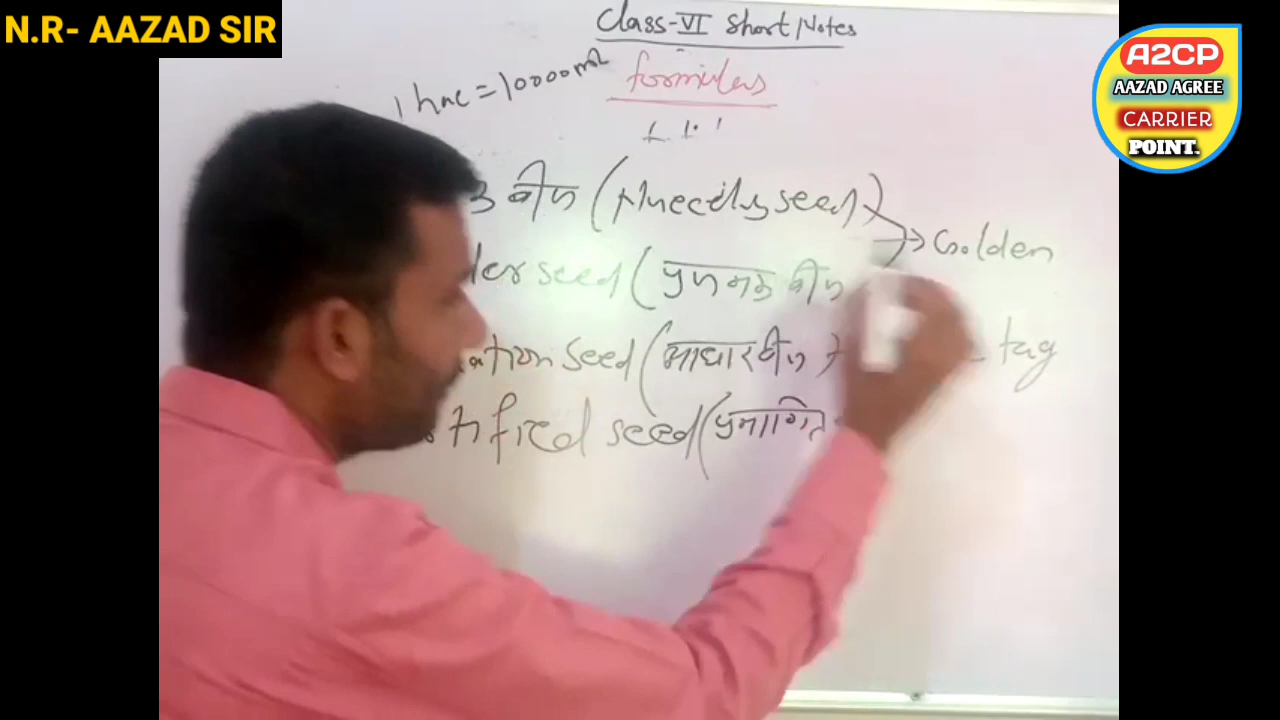 N.R- AAZAD SIR
Class-VI Short Notes
A2CP
AAZAD AGREE
CARRIER
POINT.
1 hac = 10000m²
formulas
बीज ( seed)
Golden
der seed (प्रजनक बीज
ation seed (आधार बीज)
tag
tified seed (प्रमाणित